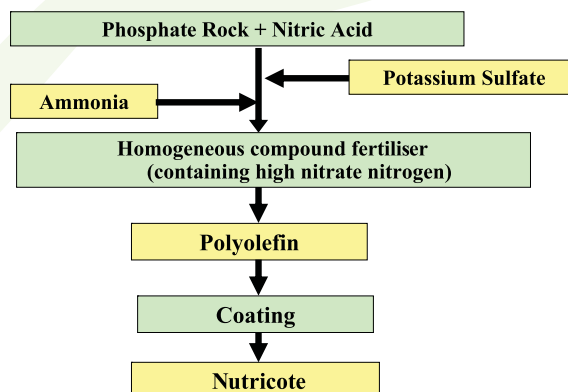 Phosphate Rock + Nitric Acid
Potassium Sulfate
Ammonia
Homogeneous compound fertiliser
(containing high nitrate nitrogen)
Polyolefin
Coating
Nutricote